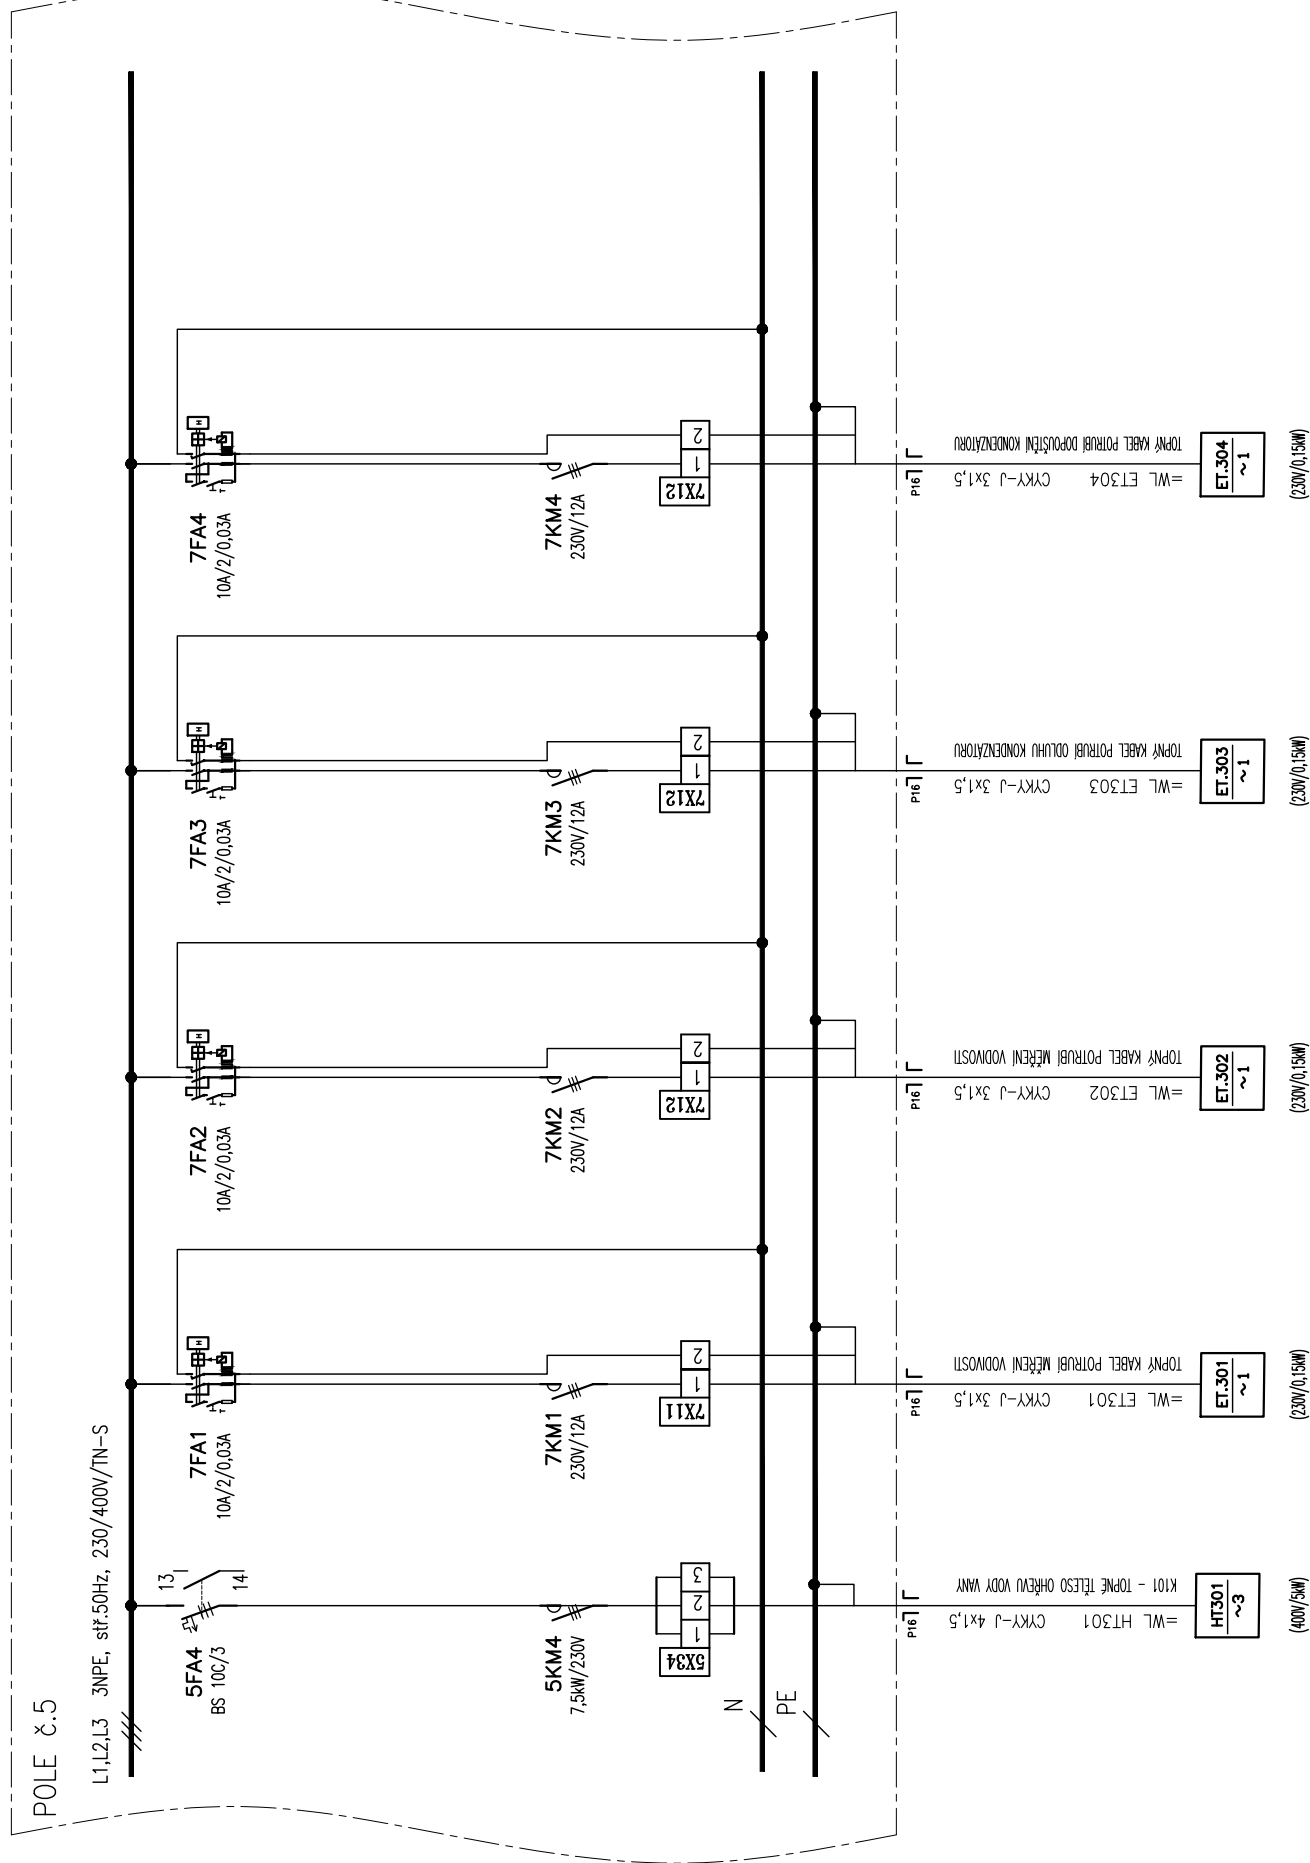 POLE č.5
L1,L2,L3 3NPE, stř.50Hz, 230/400V/TN-S
5FA4
BS 10C/3
13
14
5KM4
7,5kW/230V
5X34
1
2
3
N
PE
P16
=WL HT301 CYKY-J 4x1,5
K101 - TOPNÉ TĚLESO OHŘEVU VODY VANY
HT301
~3
(400V/5kW)
7FA1
10A/2/0,03A
H
7KM1
230V/12A
7X11
1
2
P16
=WL ET301 CYKY-J 3x1,5
TOPNÝ KABEL POTRUBÍ MĚŘENÍ VODIVOSTI
ET.301
~1
(230V/0,15kW)
7FA2
10A/2/0,03A
H
7KM2
230V/12A
7X12
1
2
P16
=WL ET302 CYKY-J 3x1,5
TOPNÝ KABEL POTRUBÍ MĚŘENÍ VODIVOSTI
ET.302
~1
(230V/0,15kW)
7FA3
10A/2/0,03A
H
7KM3
230V/12A
7X12
1
2
P16
=WL ET303 CYKY-J 3x1,5
TOPNÝ KABEL POTRUBÍ ODLUHU KONDENZÁTORU
ET.303
~1
(230V/0,15kW)
7FA4
10A/2/0,03A
H
7KM4
230V/12A
7X12
1
2
P16
=WL ET304 CYKY-J 3x1,5
TOPNÝ KABEL POTRUBÍ DOPOUŠTĚNÍ KONDENZÁTORU
ET.304
~1
(230V/0,15kW)